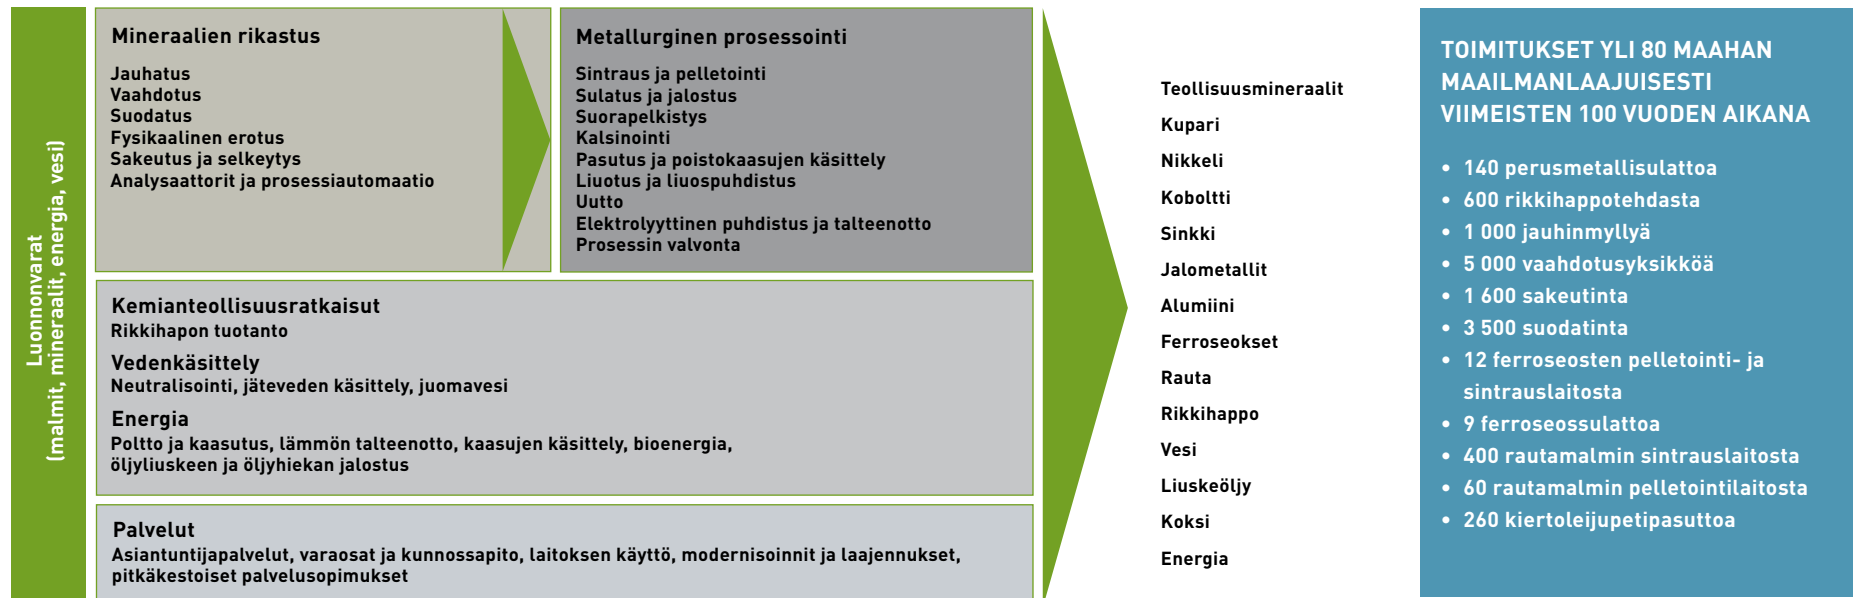 Luonnonvarat
(malmit, mineraalit, energia, vesi)
Mineraalien rikastus
Jauhatus
Vaahdotus
Suodatus
Fysikaalinen erotus
Sakeutus ja selkeytys
Analysaattorit ja prosessiautomaatio
Metallurginen prosessointi
Sintraus ja pelletointi
Sulatus ja jalostus
Suorapelkistys
Kalsinointi
Pasutus ja poistokaasujen käsittely
Liuotus ja liuospuhdistus
Uutto
Elektrolyyttinen puhdistus ja talteenotto
Prosessin valvonta
Kemianteollisuusratkaisut
Rikkihapon tuotanto
Vedenkäsittely
Neutralisointi, jäteveden käsittely, juomavesi
Energia
Poltto ja kaasutus, lämmön talteenotto, kaasujen käsittely, bioenergia,
öljyliuskeen ja öljyhiekan jalostus
Palvelut
Asiantuntijapalvelut, varaosat ja kunnossapito, laitoksen käyttö, modernisoinnit ja laajennukset,
pitkäkestoiset palvelusopimukset
Teollisuusmineraalit
Kupari
Nikkeli
Koboltti
Sinkki
Jalometallit
Alumiini
Ferroseokset
Rauta
Rikkihappo
Vesi
Liuskeöljy
Koksi
Energia
TOIMITUKSET YLI 80 MAAHAN
MAAILMANLAAJUISESTI
VIIMEISTEN 100 VUODEN AIKANA
• 140 perusmetallisulattoa
• 600 rikkihappotehdasta
• 1 000 jauhinmyllyä
• 5 000 vaahdotusyksikköä
• 1 600 sakeutinta
• 3 500 suodatinta
• 12 ferroseosten pelletointi- ja
sintrauslaitosta
• 9 ferroseossulattoa
• 400 rautamalmin sintrauslaitosta
• 60 rautamalmin pelletointilaitosta
• 260 kiertoleijupetipasuttoa